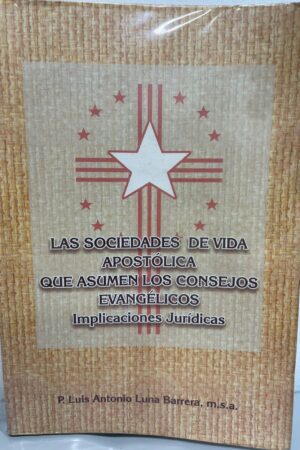 LAS SOCIEDADES DE VIDA
APOSTÓLICA
QUE ASUMEN LOS CONSEJOS
EVANGÉLICOS
Implicaciones Jurídicas
P. Luis Antonio Luna Barrera, m.s.a.